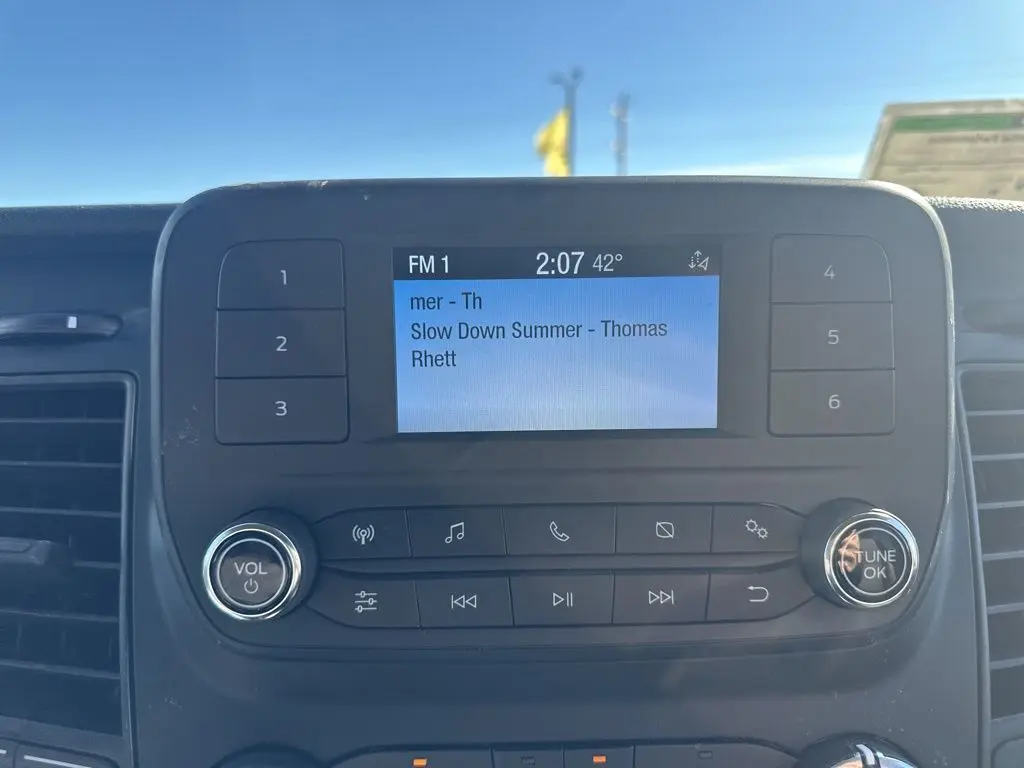 FM 1 2:07 42°
mer - Th
Slow Down Summer - Thomas
Rhett
1
2
3
4
5
6
VOL
TUNE
OK